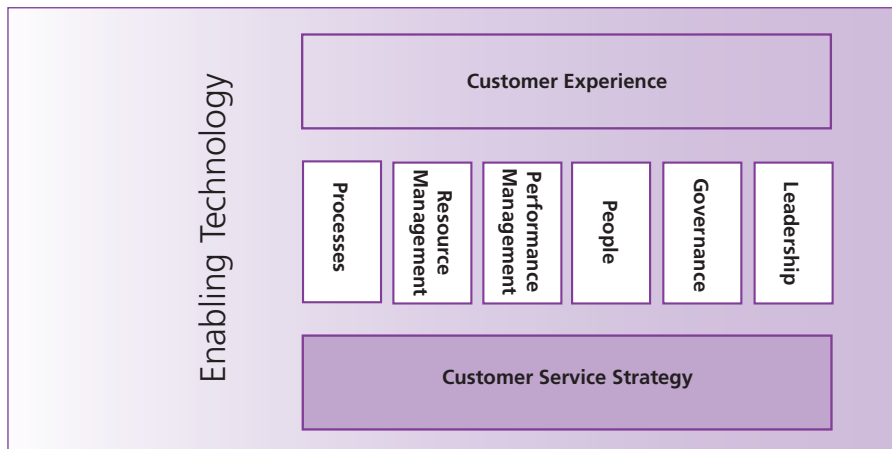 Enabling Technology
Customer Experience
Processes
Resource
Management
Performance
Management
People
Governance
Leadership
Customer Service Strategy